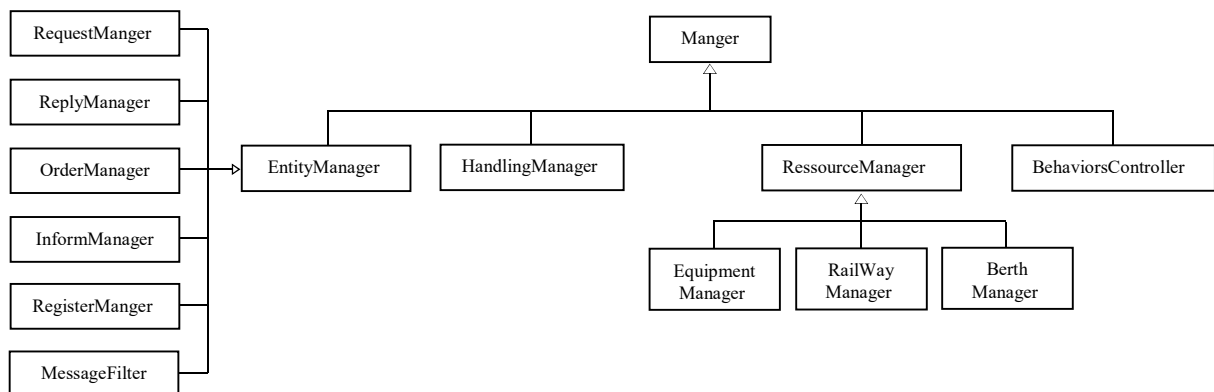 RequestManger
ReplyManager
OrderManager
InformManager
RegisterManger
MessageFilter
Manger
EntityManager
HandlingManager
RessourceManager
BehaviorsController
Equipment
Manager
RailWay
Manager
Berth
Manager